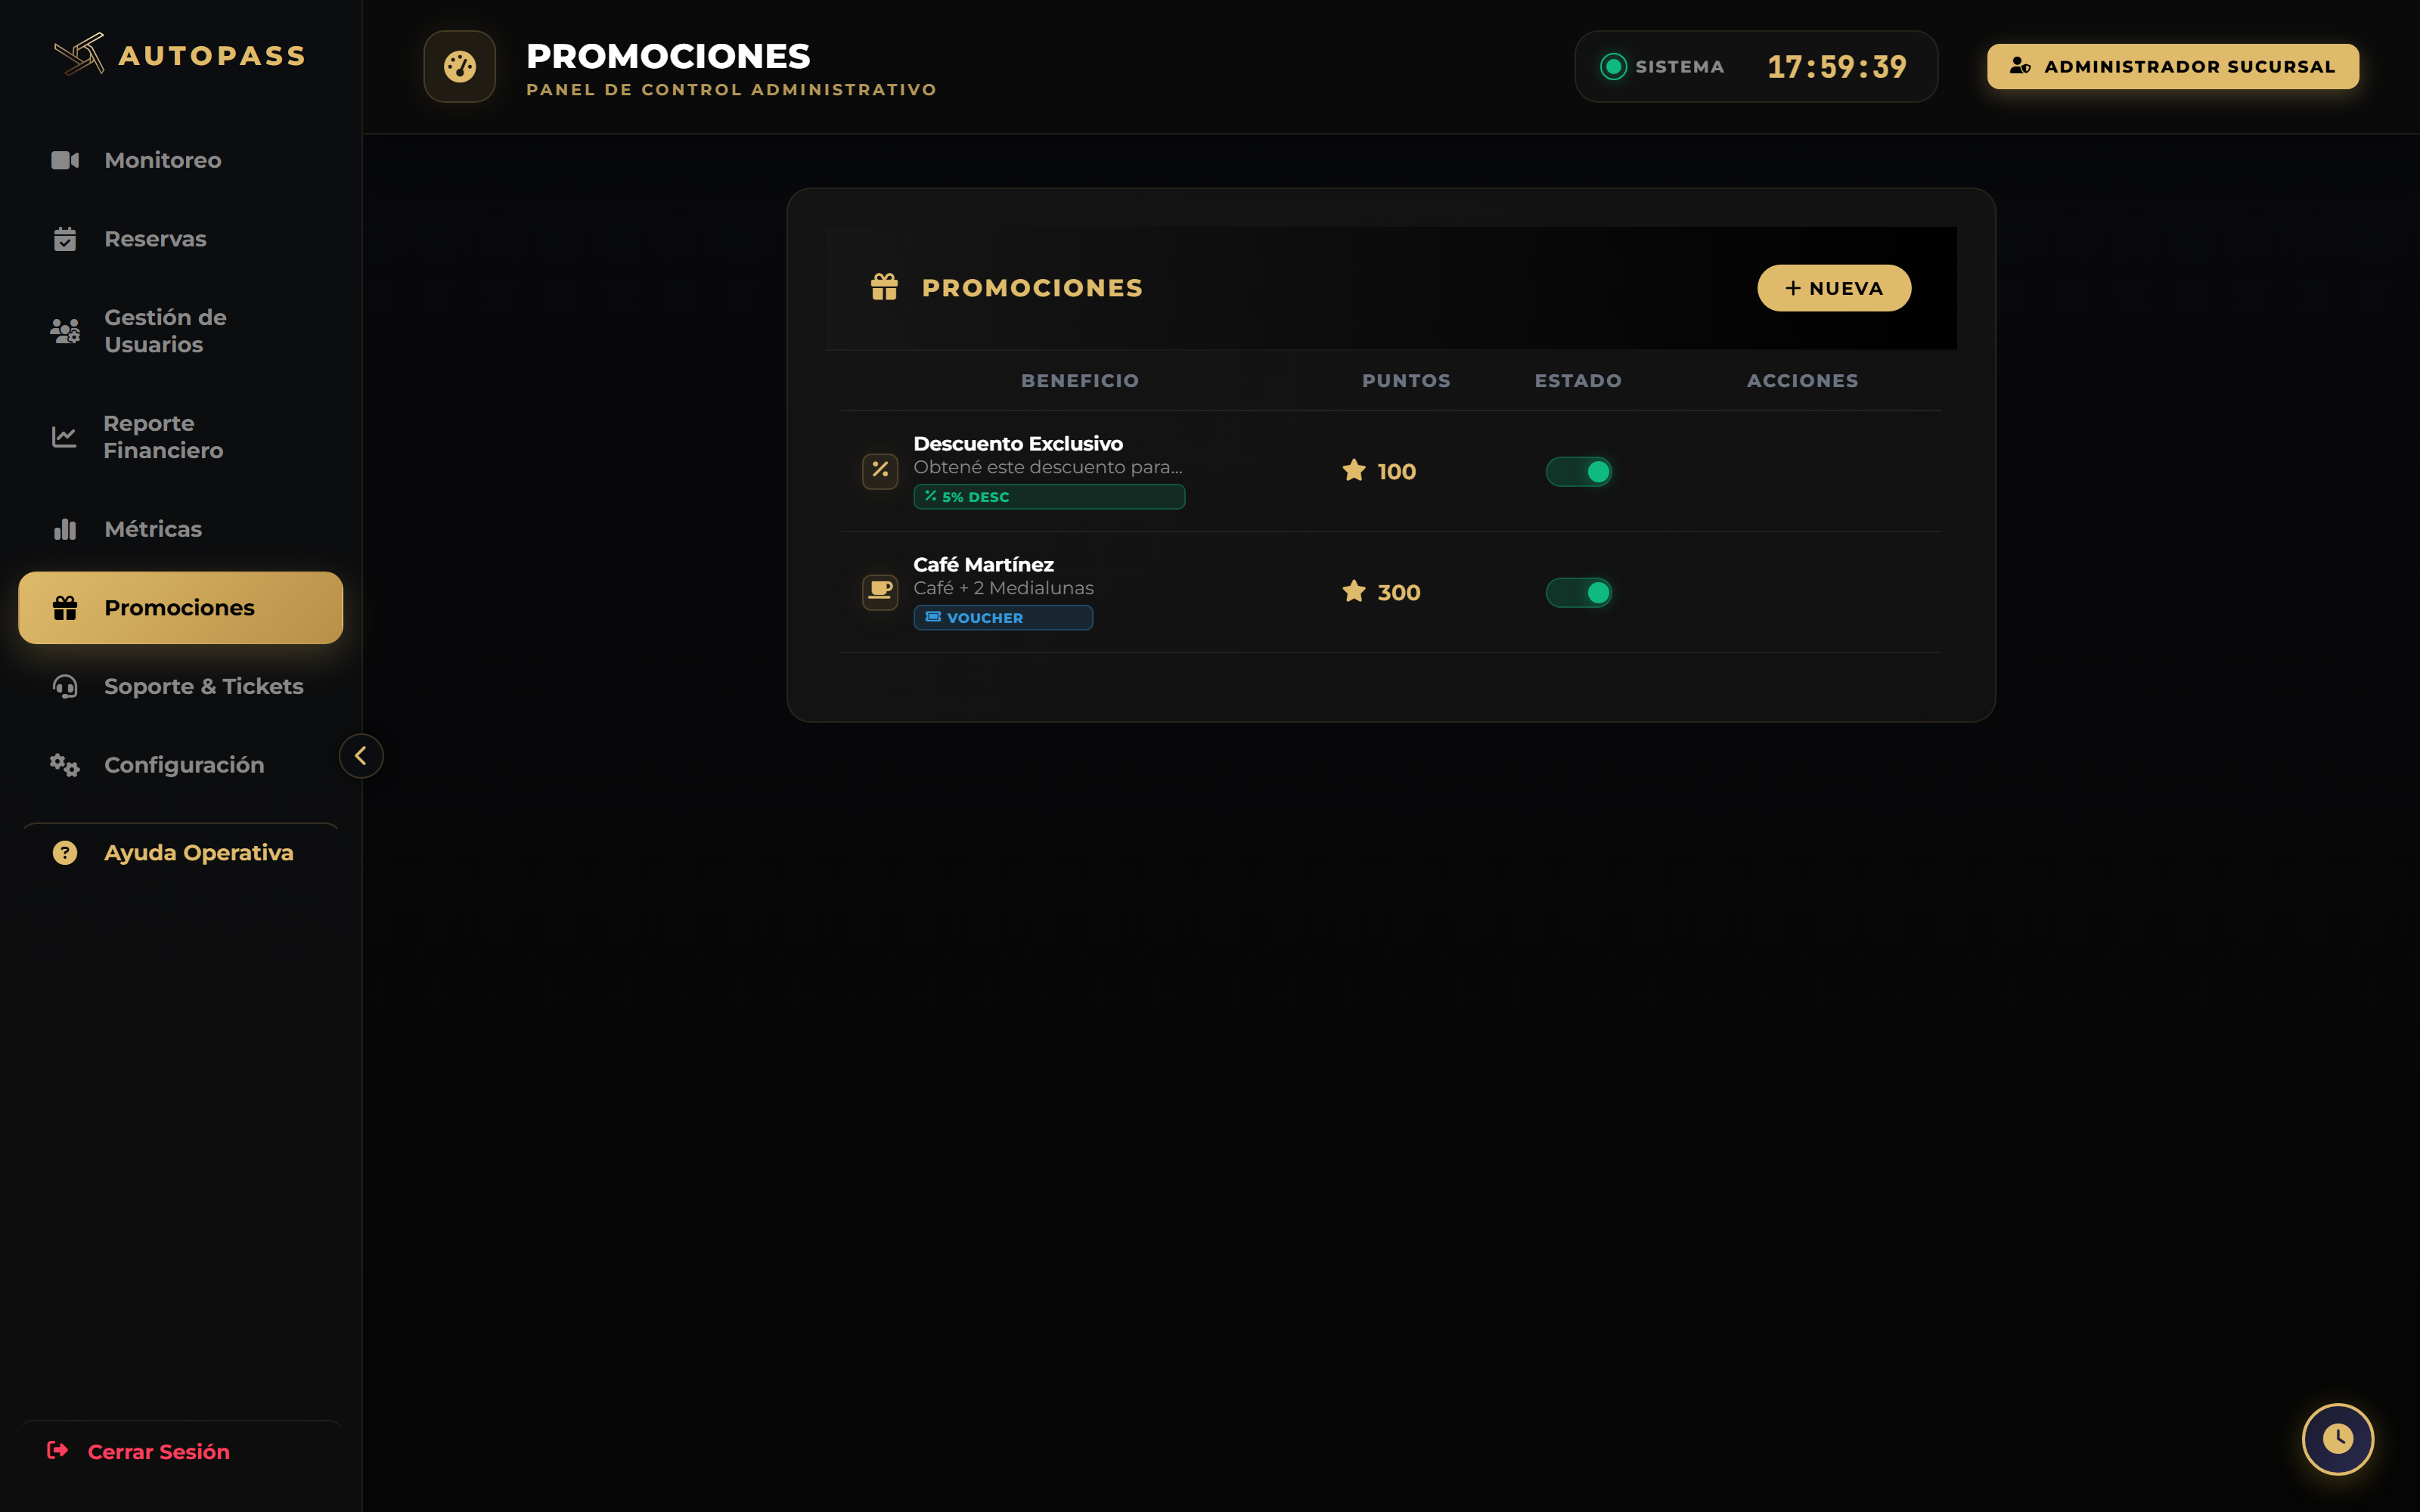 AUTOPASS
Monitoreo
Reservas
Gestión de
Usuarios
Reporte
Financiero
Métricas
Promociones
Soporte & Tickets
Configuración
Ayuda Operativa
Cerrar Sesión
PROMOCIONES
PANEL DE CONTROL ADMINISTRATIVO
SISTEMA 17:59:39
ADMINISTRADOR SUCURSAL
PROMOCIONES
+ NUEVA
BENEFICIO PUNTOS ESTADO ACCIONES
Descuento Exclusivo
Obtené este descuento para...
5% DESC
100
Café Martínez
Café + 2 Medialunas
VOUCHER
300